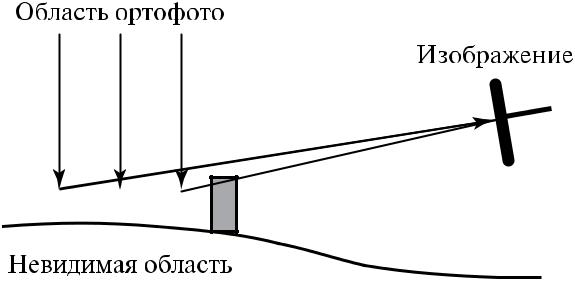 Область ортофото
Изображение
Невидимая область